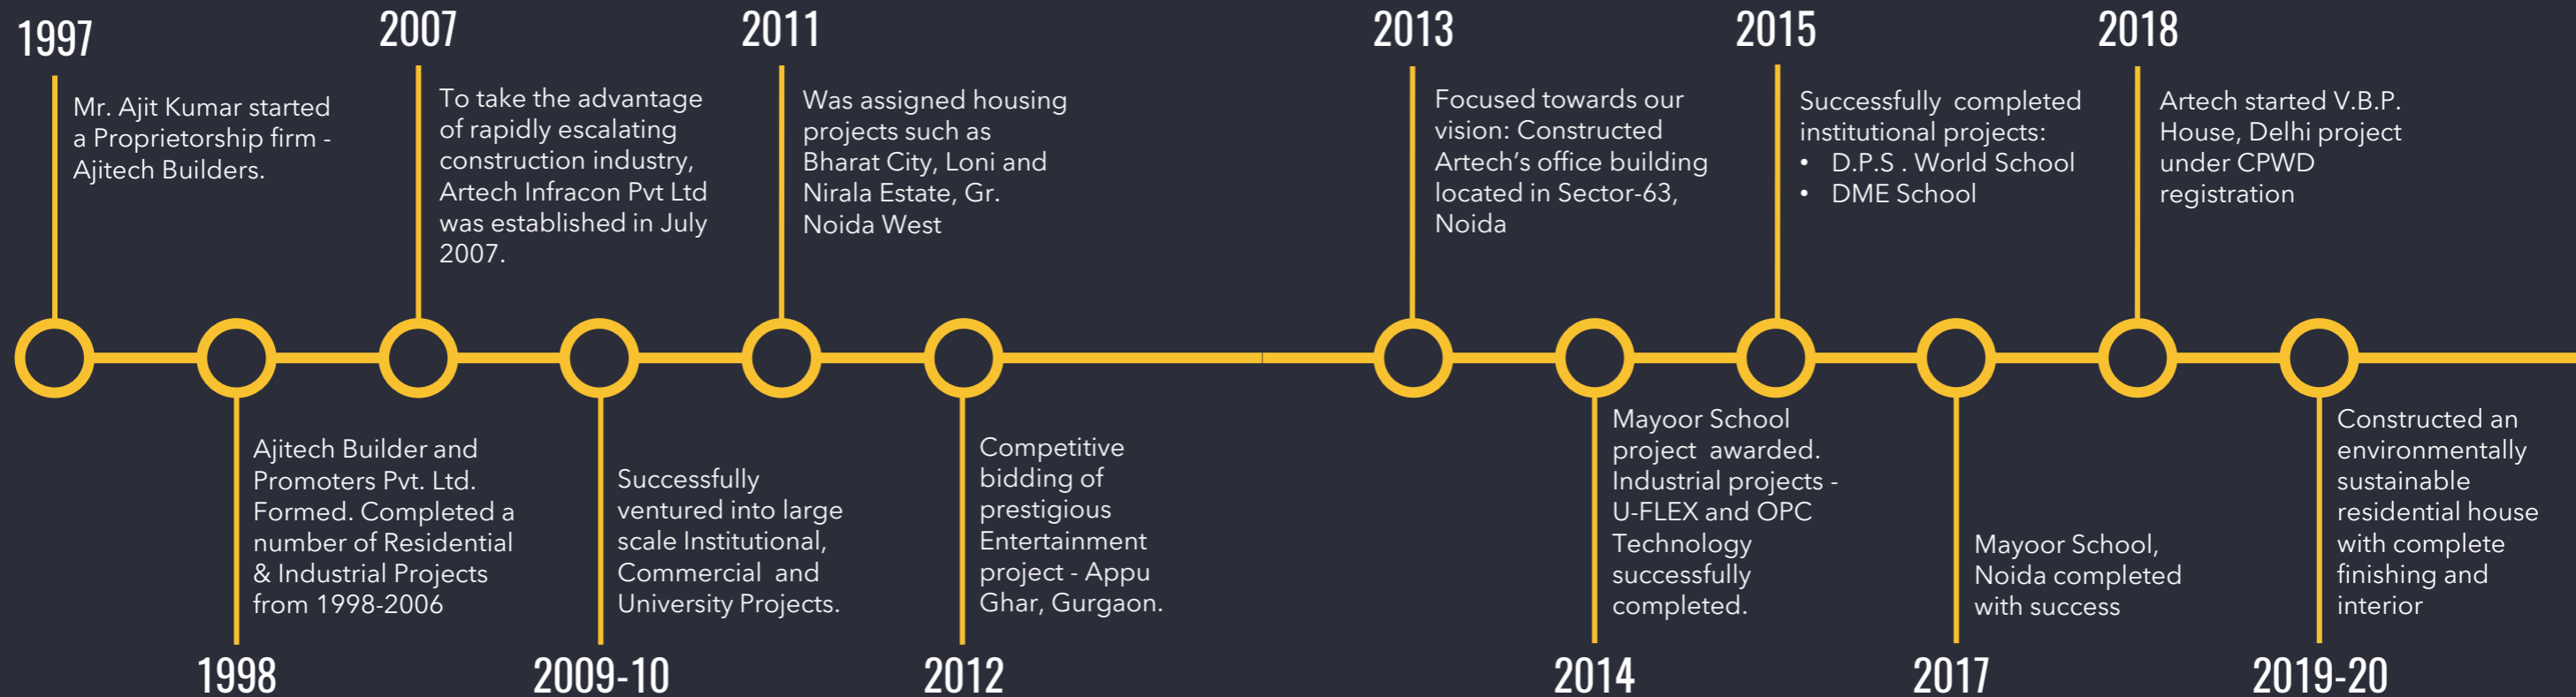 1997
Mr. Ajit Kumar started
a Proprietorship firm -
Ajitech Builders.
Ajitech Builder and
Promoters Pvt. Ltd.
Formed. Completed a
number of Residential
& Industrial Projects
from 1998-2006
1998
2007
To take the advantage
of rapidly escalating
construction industry,
Artech Infracon Pvt Ltd
was established in July
2007.
Successfully
ventured into large
scale Institutional,
Commercial and
University Projects.
2009-10
2011
Was assigned housing
projects such as
Bharat City, Loni and
Nirala Estate, Gr.
Noida West
Competitive
bidding of
prestigious
Entertainment
project - Appu
Ghar, Gurgaon.
2012
2013
Focused towards our
vision: Constructed
Artech’s office building
located in Sector-63,
Noida
Mayoor School
project awarded.
Industrial projects -
U-FLEX and OPC
Technology
successfully
completed.
2014
2015
Successfully completed
institutional projects:
• D.P.S . World School
• DME School
Mayoor School,
Noida completed
with success
2017
2018
Artech started V.B.P.
House, Delhi project
under CPWD
registration
Constructed an
environmentally
sustainable
residential house
with complete
finishing and
interior
2019-20